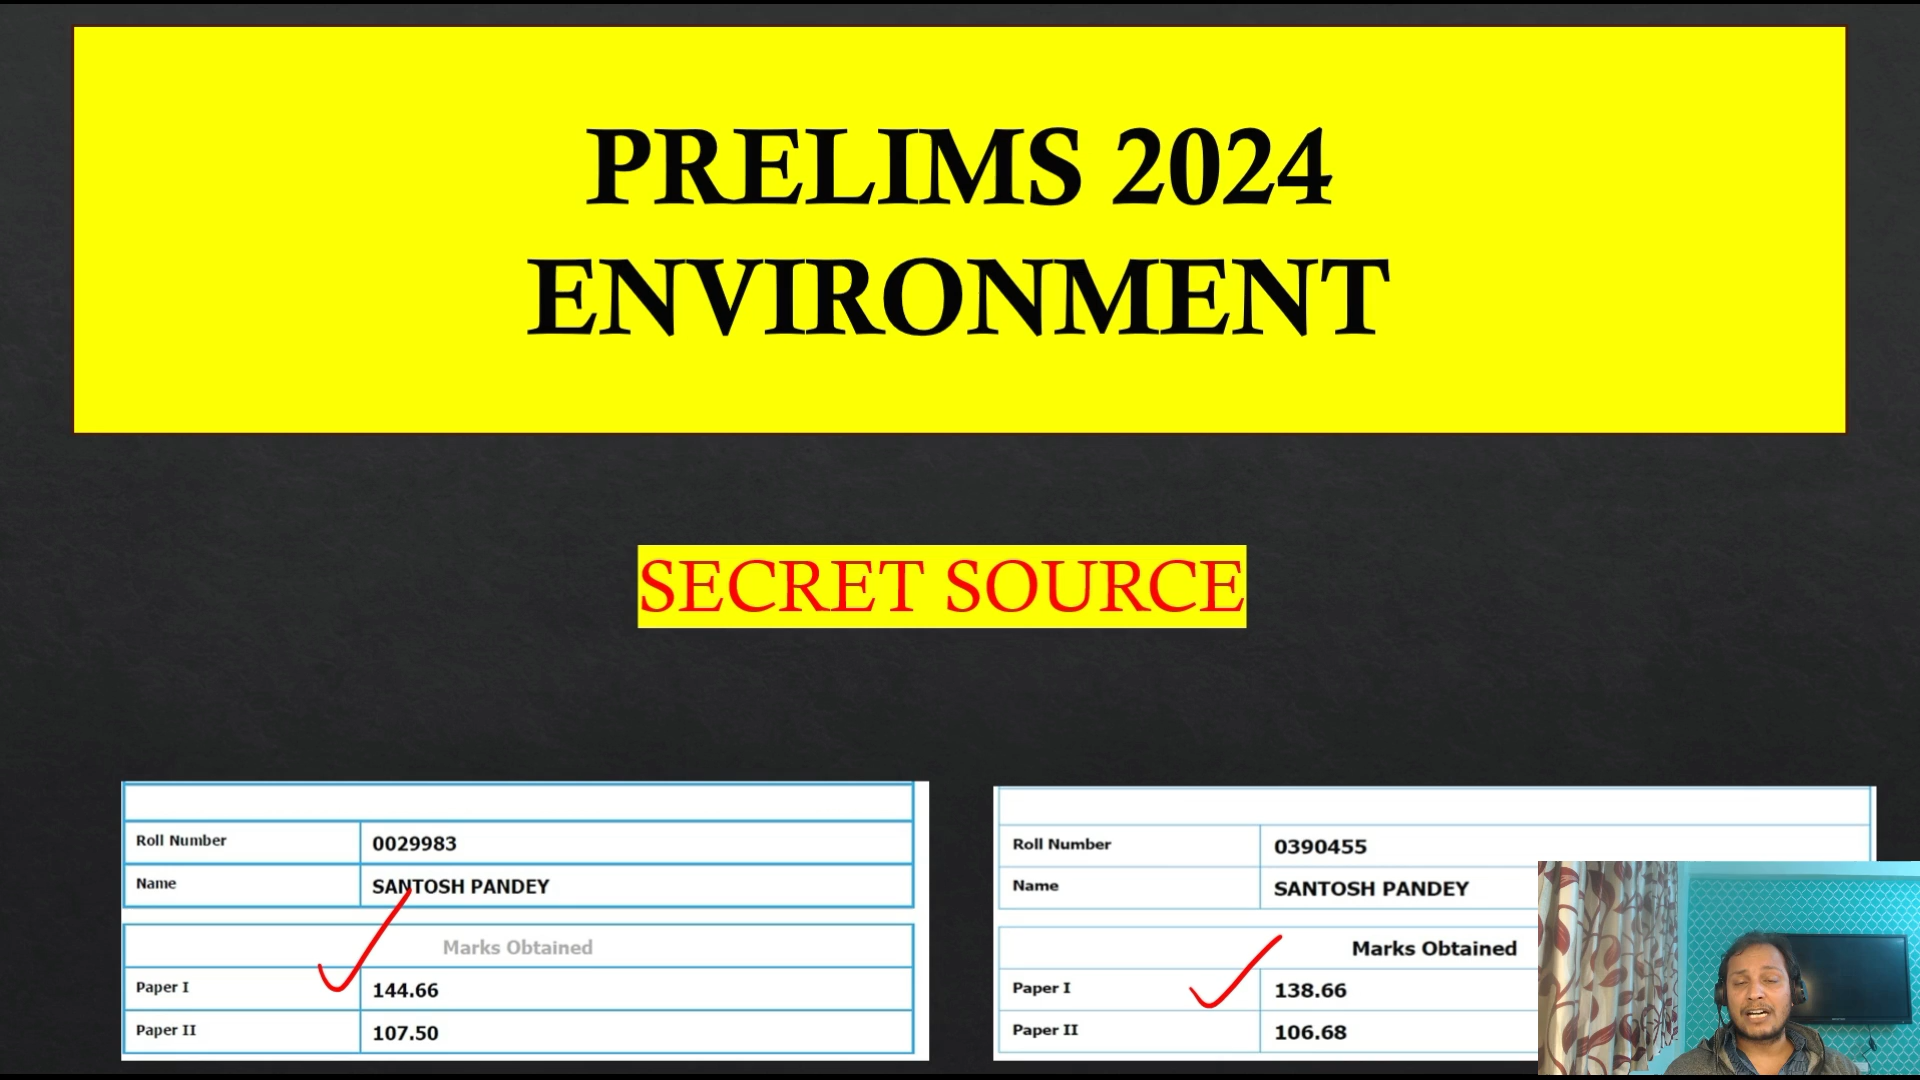 PRELIMS 2024
ENVIRONMENT
SECRET SOURCE
Roll Number 0029983
Name SANTOSH PANDEY
Marks Obtained
Paper I 144.66
Paper II 107.50
Roll Number 0390455
Name SANTOSH PANDEY
Marks Obtained
Paper I 138.66
Paper II 106.68